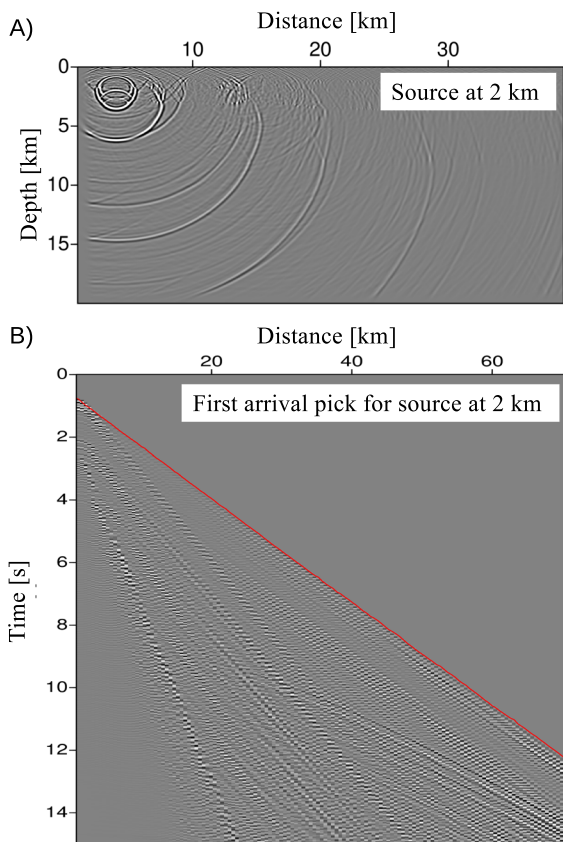 A)
Distance [km]
10
20
30
0
5
10
15
Depth [km]
Source at 2 km
B)
Distance [km]
20
40
60
0
2
4
6
8
10
12
14
Time [s]
First arrival pick for source at 2 km